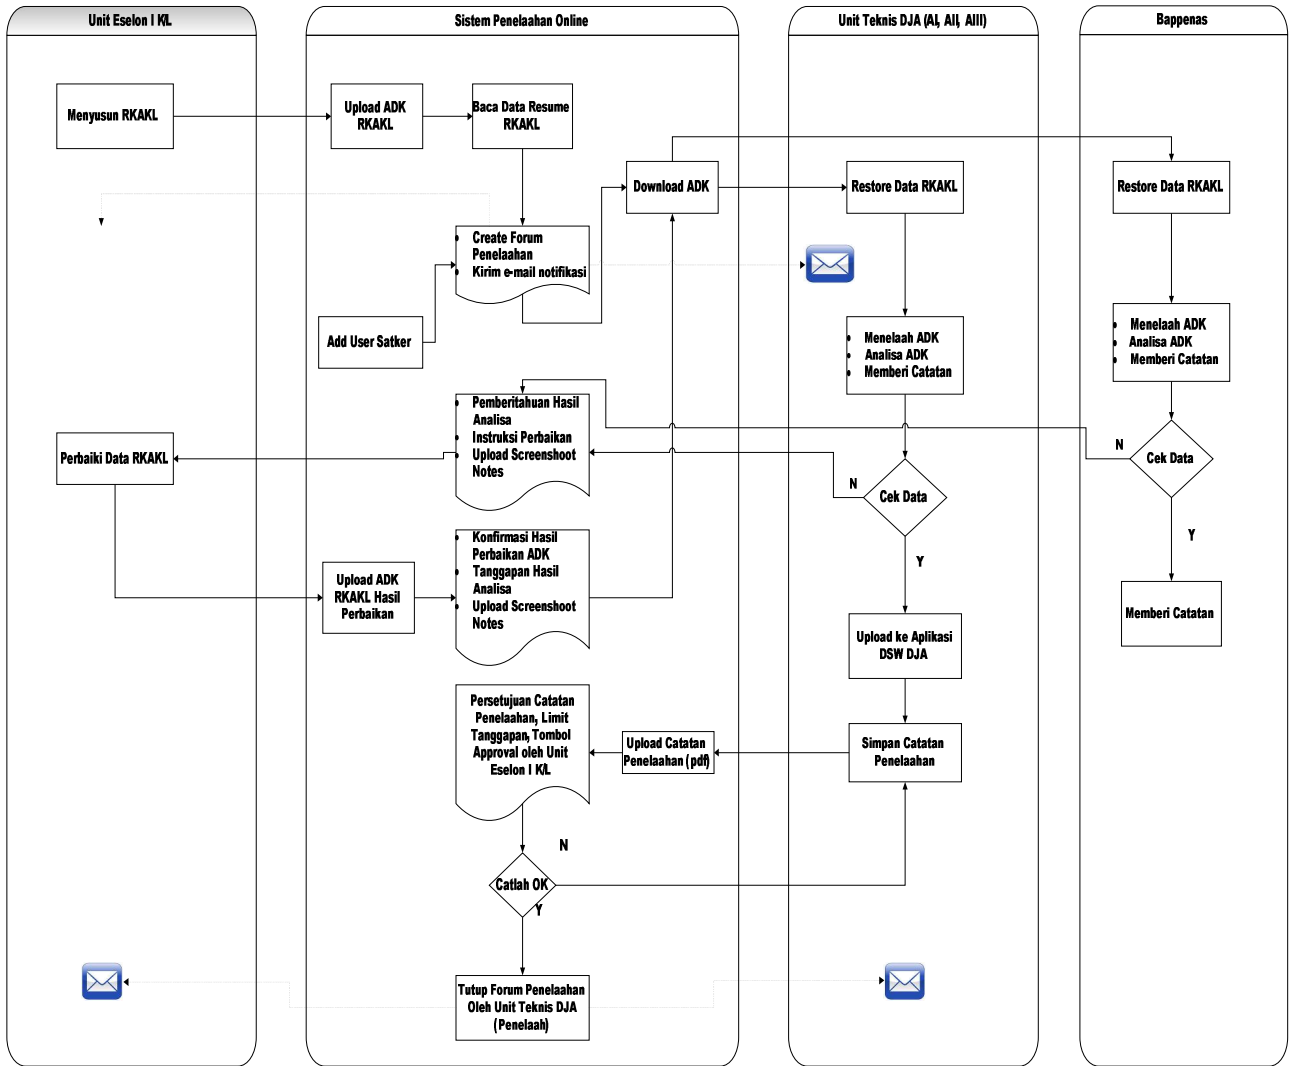 Unit Eselon I K/L
Sistem Penelaahan Online
Unit Teknis DJA (AI, AII, AIII)
Bappenas
Menyusun RKAKL
Upload ADK
RKAKL
Baca Data Resume
RKAKL
Download ADK
Restore Data RKAKL
Restore Data RKAKL
• Create Forum
Penelaahan
• Kirim e-mail notifikasi
Add User Satker
• Menelaah ADK
• Analisa ADK
• Memberi Catatan
• Menelaah ADK
• Analisa ADK
• Memberi Catatan
• Pemberitahuan Hasil
Analisa
• Instruksi Perbaikan
• Upload Screenshoot
Notes
Perbaiki Data RKAKL
N
Cek Data
N
Cek Data
Y
Y
• Konfirmasi Hasil
Perbaikan ADK
• Tanggapan Hasil
Analisa
• Upload Screenshoot
Notes
Upload ADK
RKAKL Hasil
Perbaikan
Memberi Catatan
Upload ke Aplikasi
DSW DJA
Persetujuan Catatan
Penelaahan, Limit
Tanggapan, Tombol
Approval oleh Unit
Eselon I K/L
Upload Catatan
Penelaahan (pdf)
Simpan Catatan
Penelaahan
N
Catlah OK
Y
Tutup Forum Penelaahan
Oleh Unit Teknis DJA
(Penelaah)